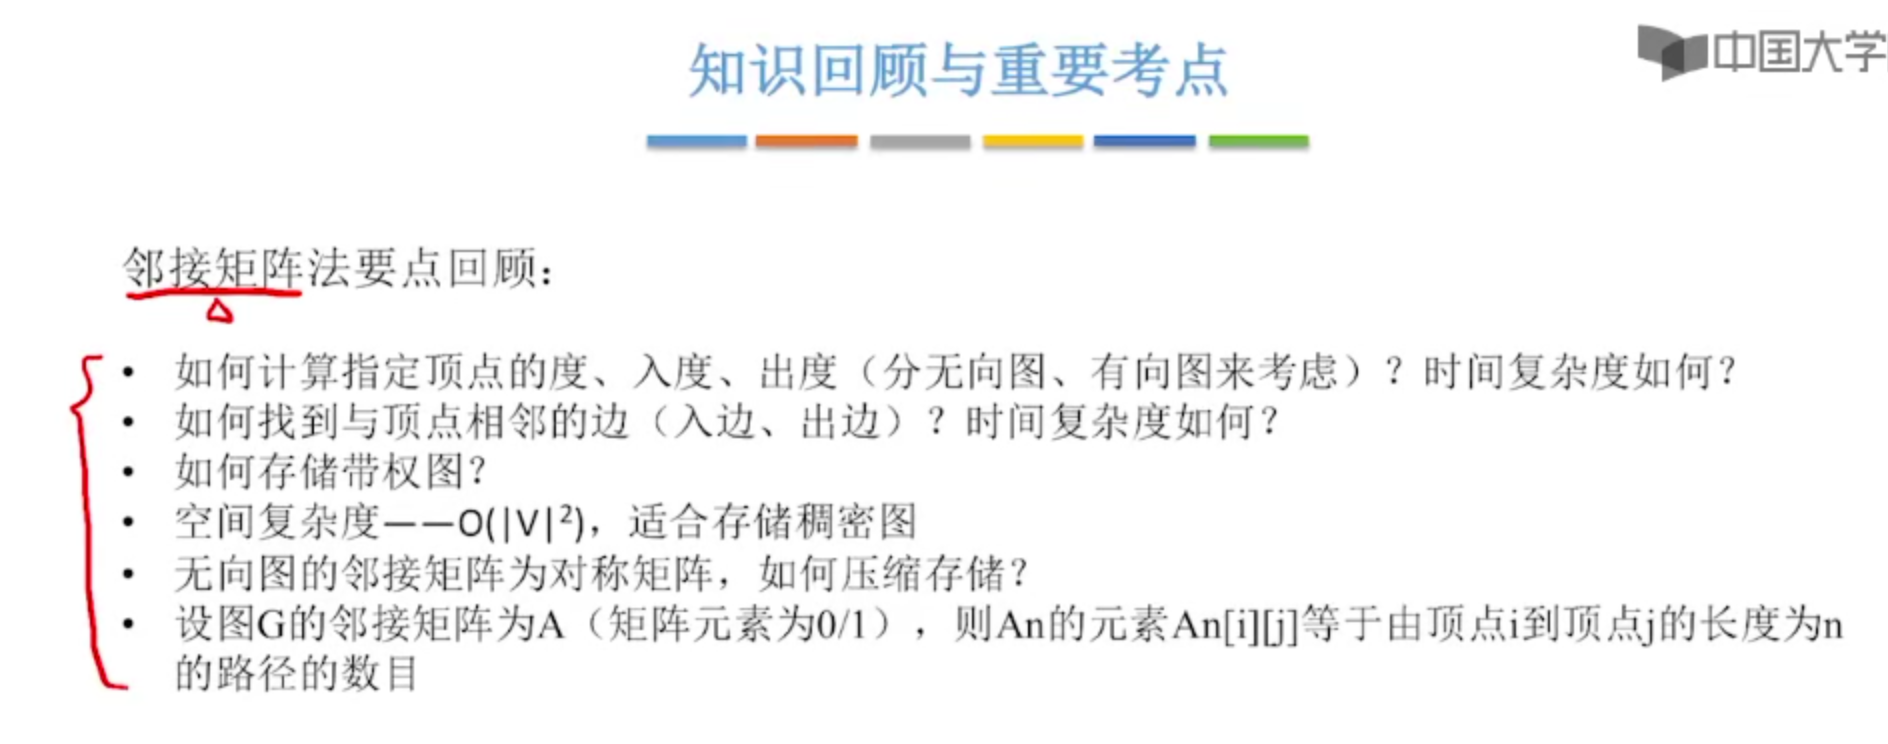 知识回顾与重要考点
中国大学
邻接矩阵法要点回顾：
• 如何计算指定顶点的度、入度、出度（分无向图、有向图来考虑）？时间复杂度如何？
• 如何找到与顶点相邻的边（入边、出边）？时间复杂度如何？
• 如何存储带权图？
• 空间复杂度——O(|V|²)，适合存储稠密图
• 无向图的邻接矩阵为对称矩阵，如何压缩存储？
• 设图G的邻接矩阵为A（矩阵元素为0/1），则An的元素An[i][j]等于由顶点i到顶点j的长度为n
的路径的数目